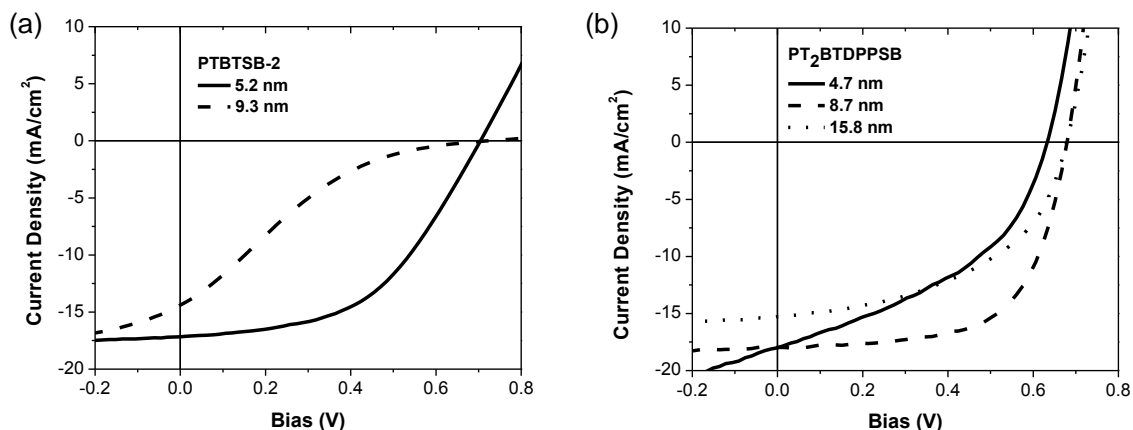 (a)
10
5
0
-5
-10
-15
-20
Current Density (mA/cm²)
PTBTSB-2
5.2 nm
9.3 nm
-0.2 0.0 0.2 0.4 0.6 0.8
Bias (V)
(b)
10
5
0
-5
-10
-15
-20
Current Density (mA/cm²)
PT₂BTDPPSB
4.7 nm
8.7 nm
15.8 nm
-0.2 0.0 0.2 0.4 0.6 0.8
Bias (V)